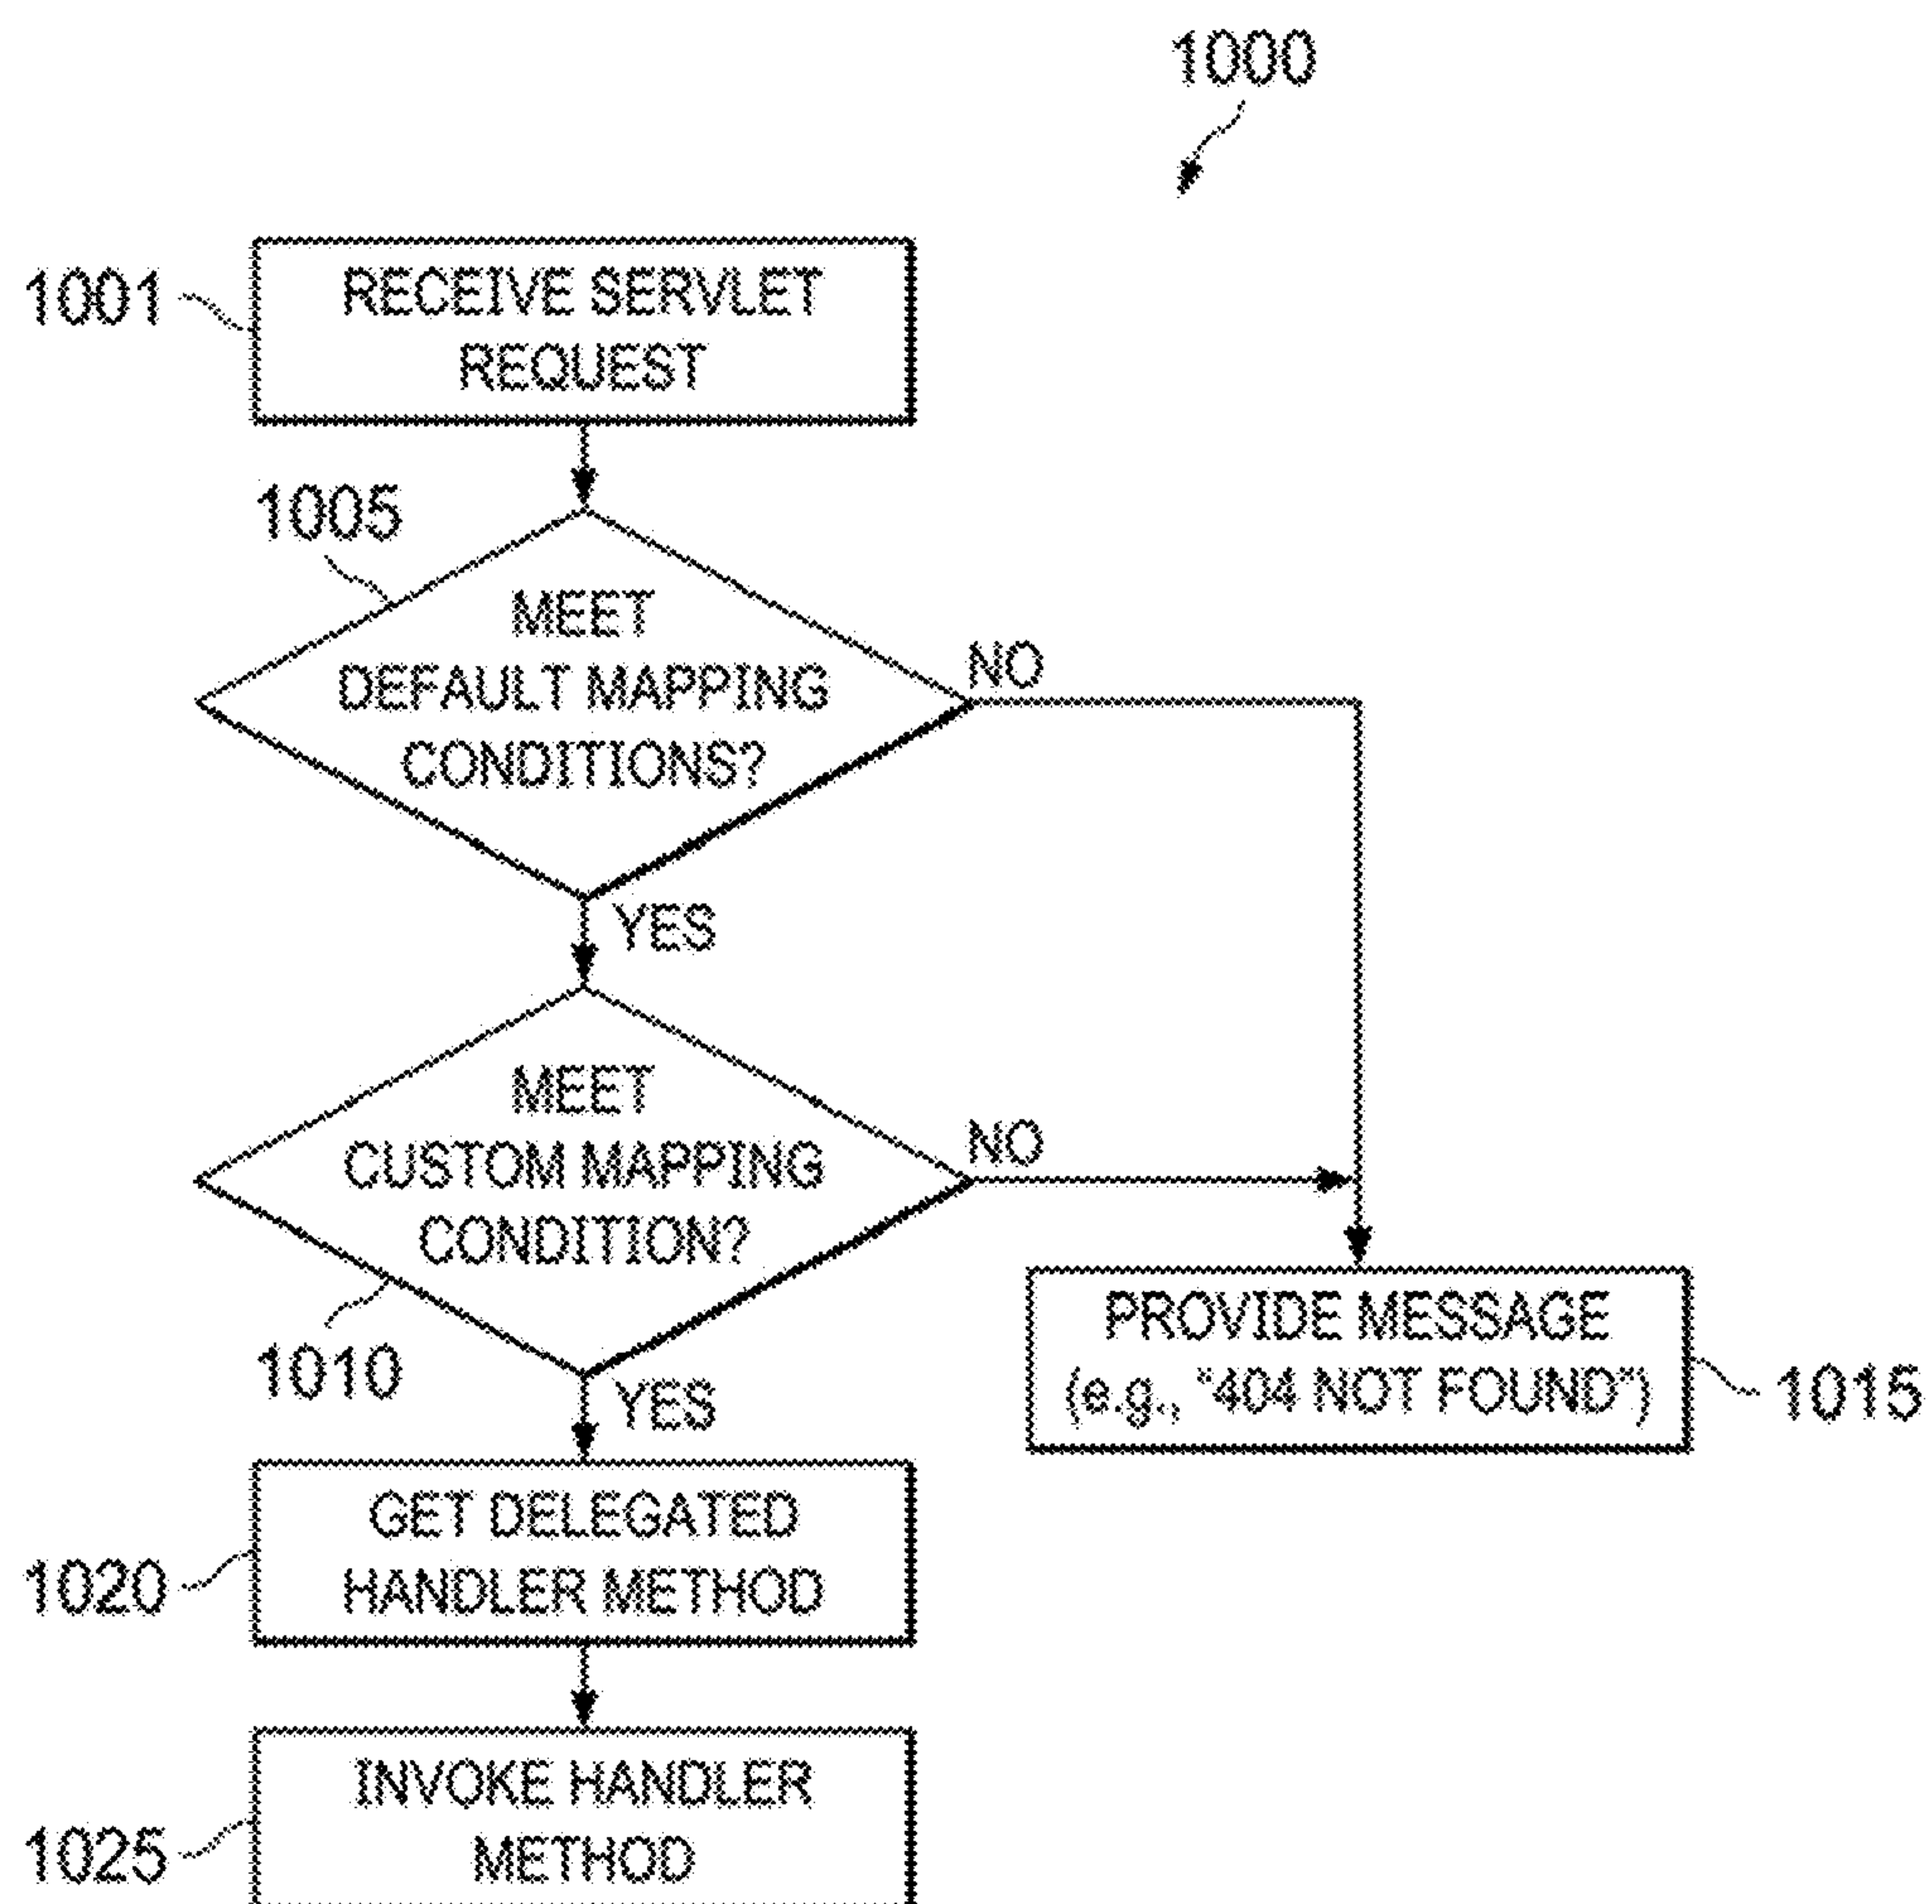 1000
1001
RECEIVE SERVLET
REQUEST
1005
MEET
DEFAULT MAPPING
CONDITIONS?
NO
YES
MEET
CUSTOM MAPPING
CONDITION?
NO
1010
YES
PROVIDE MESSAGE
(e.g., "404 NOT FOUND")
1015
GET DELEGATED
HANDLER METHOD
1020
INVOKE HANDLER
METHOD
1025